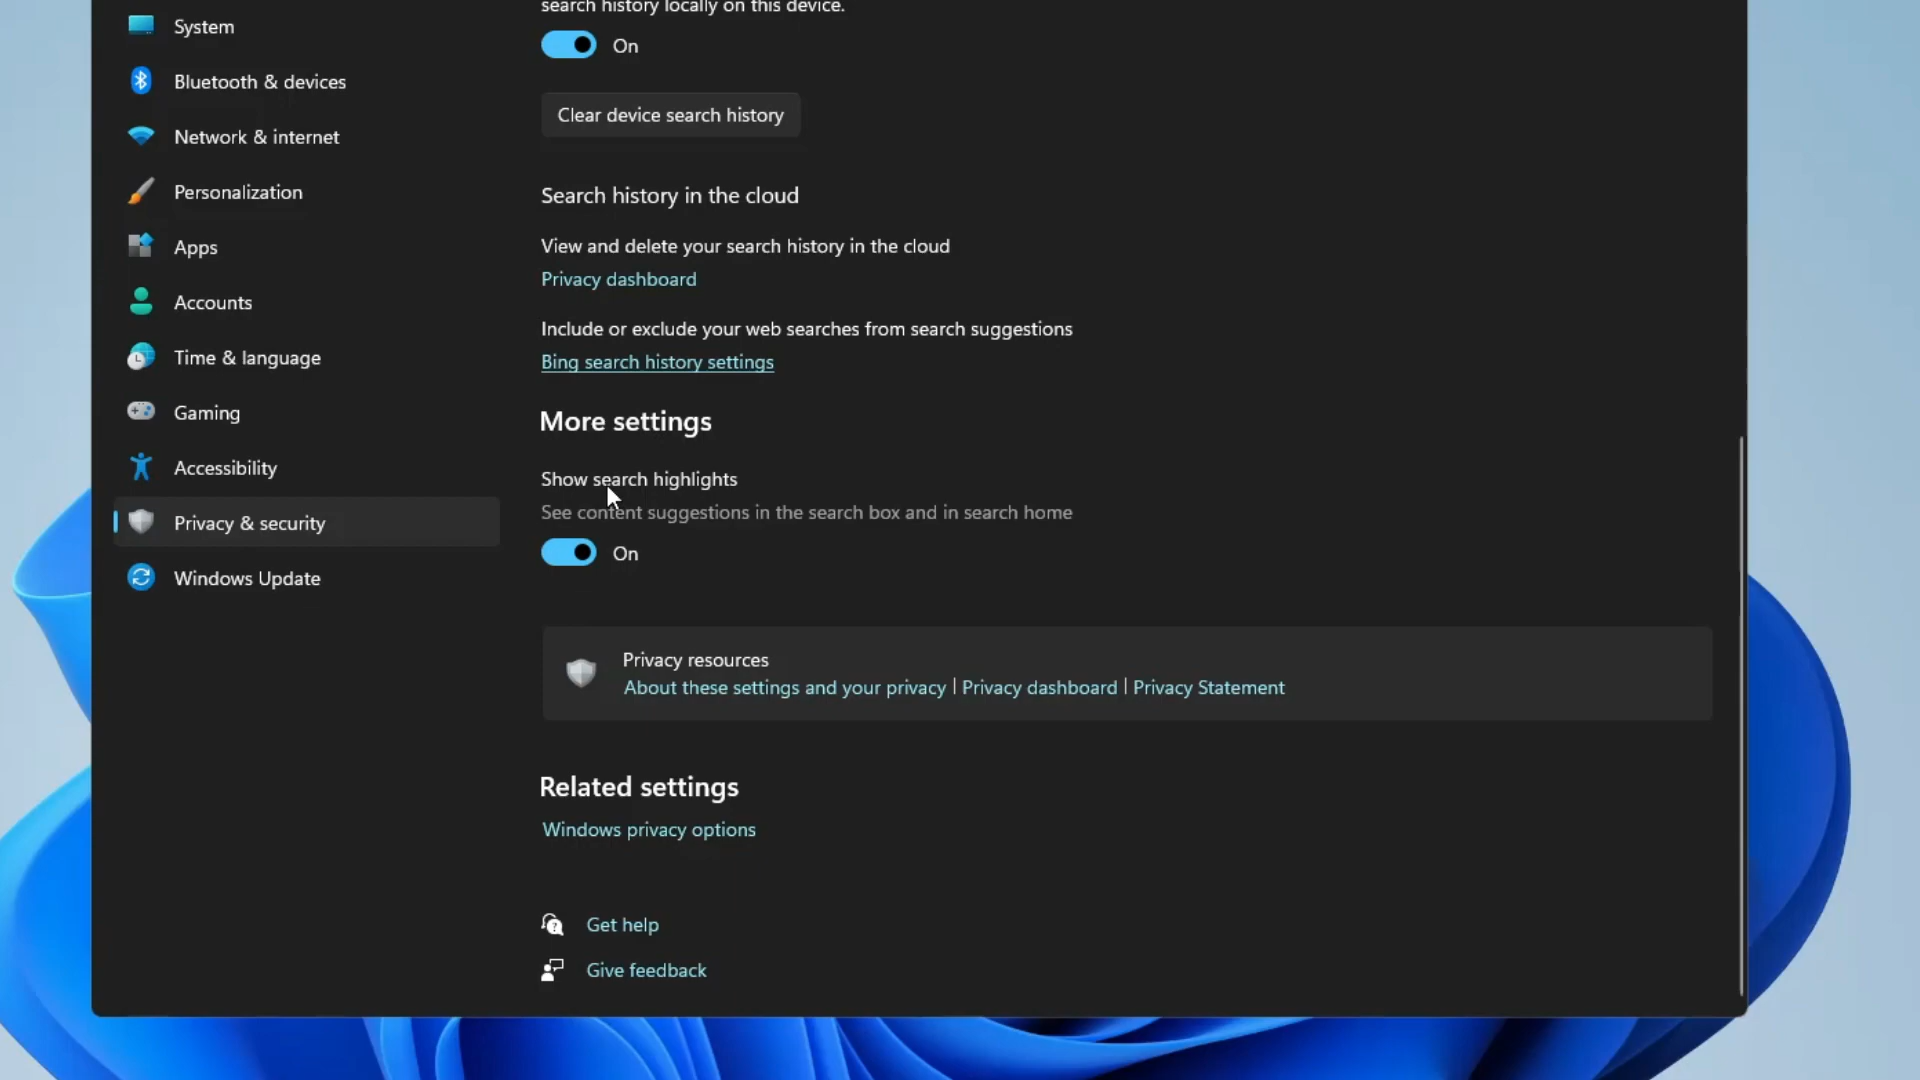 System
Bluetooth & devices
Network & internet
Personalization
Apps
Accounts
Time & language
Gaming
Accessibility
Privacy & security
Windows Update
search history locally on this device.
On
Clear device search history
Search history in the cloud
View and delete your search history in the cloud
Privacy dashboard
Include or exclude your web searches from search suggestions
Bing search history settings
More settings
Show search highlights
See content suggestions in the search box and in search home
On
Privacy resources
About these settings and your privacy | Privacy dashboard | Privacy Statement
Related settings
Windows privacy options
Get help
Give feedback